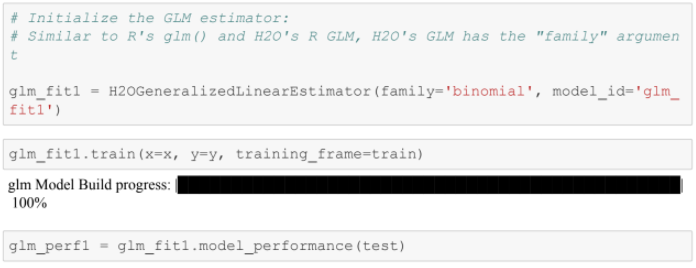 # Initialize the GLM estimator:
# Similar to R's glm() and H2O's R GLM, H2O's GLM has the "family" argumen
t
glm_fit1 = H2OGeneralizedLinearEstimator(family='binomial', model_id='glm_
fit1')
glm_fit1.train(x=x, y=y, training_frame=train)
glm Model Build progress: |
100%
glm_perf1 = glm_fit1.model_performance(test)